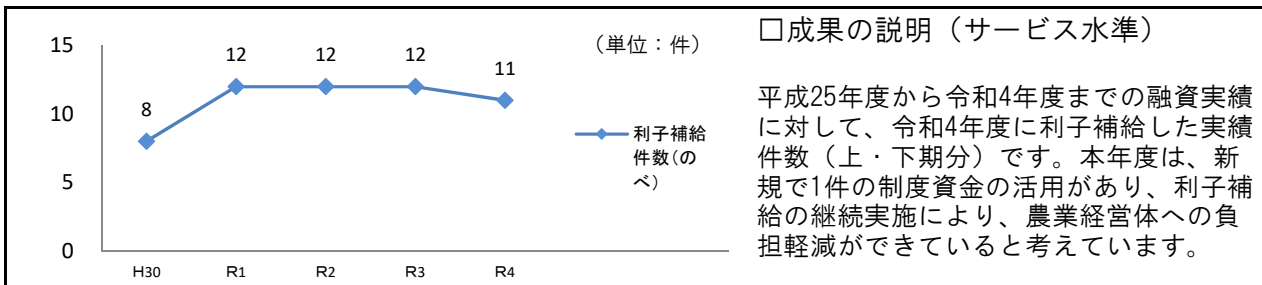 15
10
5
0
8
12
12
12
11
H30
R1
R2
R3
R4
（単位：件）
利子補給
件数(の
べ)
□成果の説明（サービス水準）
平成25年度から令和4年度までの融資実績
に対して、令和4年度に利子補給した実績
件数（上・下期分）です。本年度は、新
規で1件の制度資金の活用があり、利子補
給の継続実施により、農業経営体への負
担軽減ができていると考えています。